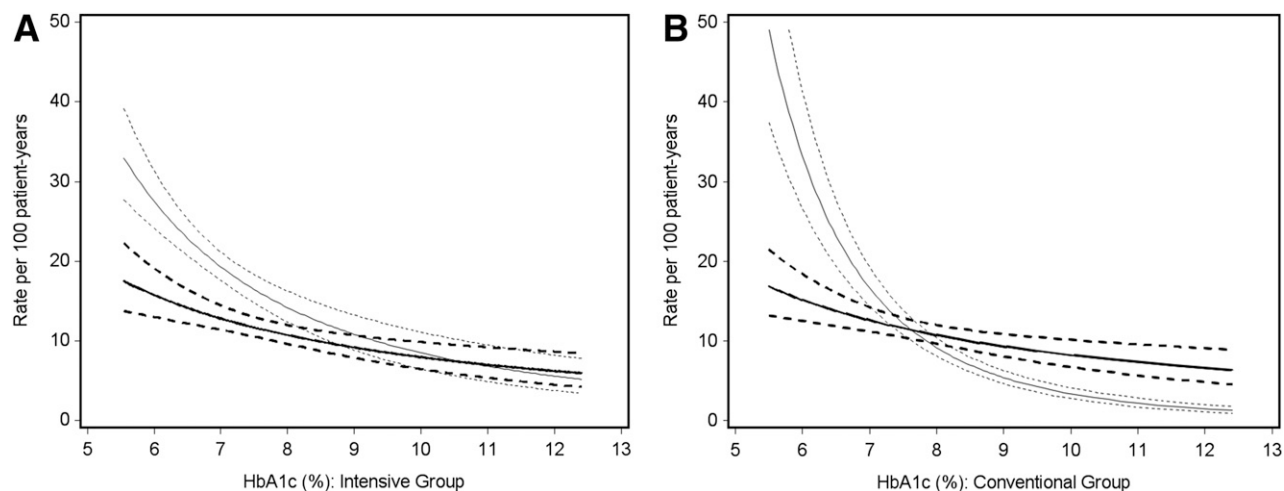 A
50
40
30
20
10
0
Rate per 100 patient-years
5 6 7 8 9 10 11 12 13
HbA1c (%): Intensive Group
B
50
40
30
20
10
0
Rate per 100 patient-years
5 6 7 8 9 10 11 12 13
HbA1c (%): Conventional Group